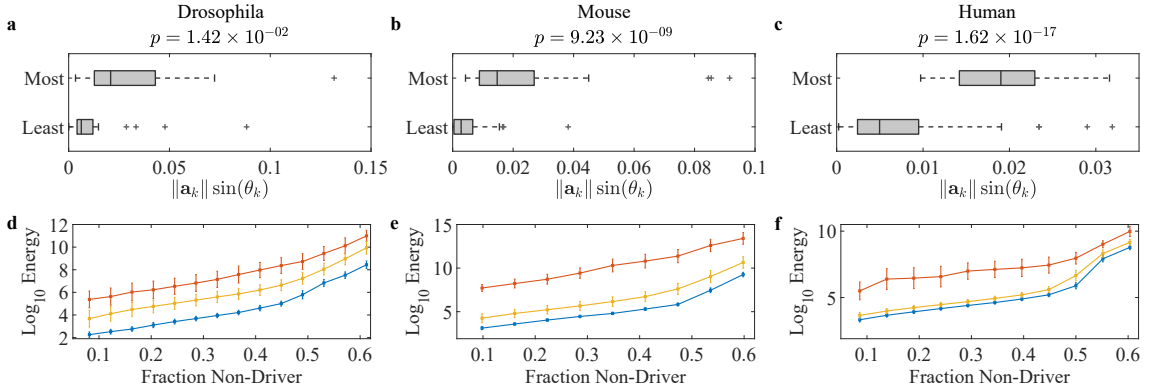 a
Drosophila
p = 1.42 × 10⁻⁰²
Most
Least
0
0.05
0.1
0.15
‖a_k‖ sin(θ_k)
b
Mouse
p = 9.23 × 10⁻⁰⁹
Most
Least
0
0.02
0.04
0.06
0.08
0.1
‖a_k‖ sin(θ_k)
c
Human
p = 1.62 × 10⁻¹⁷
Most
Least
0
0.01
0.02
0.03
‖a_k‖ sin(θ_k)
d
Log₁₀ Energy
12
10
8
6
4
2
0.1
0.2
0.3
0.4
0.5
0.6
Fraction Non-Driver
e
Log₁₀ Energy
15
10
5
0.1
0.2
0.3
0.4
0.5
0.6
Fraction Non-Driver
f
Log₁₀ Energy
10
5
0.1
0.2
0.3
0.4
0.5
0.6
Fraction Non-Driver